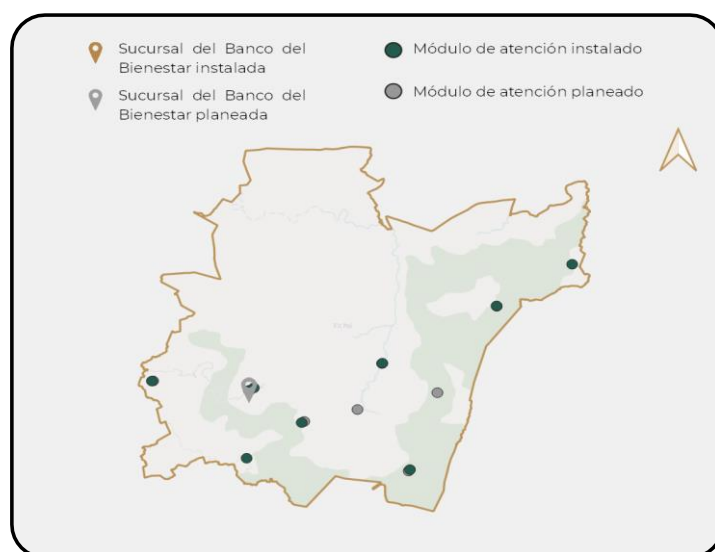 Sucursal del Banco del
Bienestar instalada
Sucursal del Banco del
Bienestar planeada
Módulo de atención instalado
Módulo de atención planeado